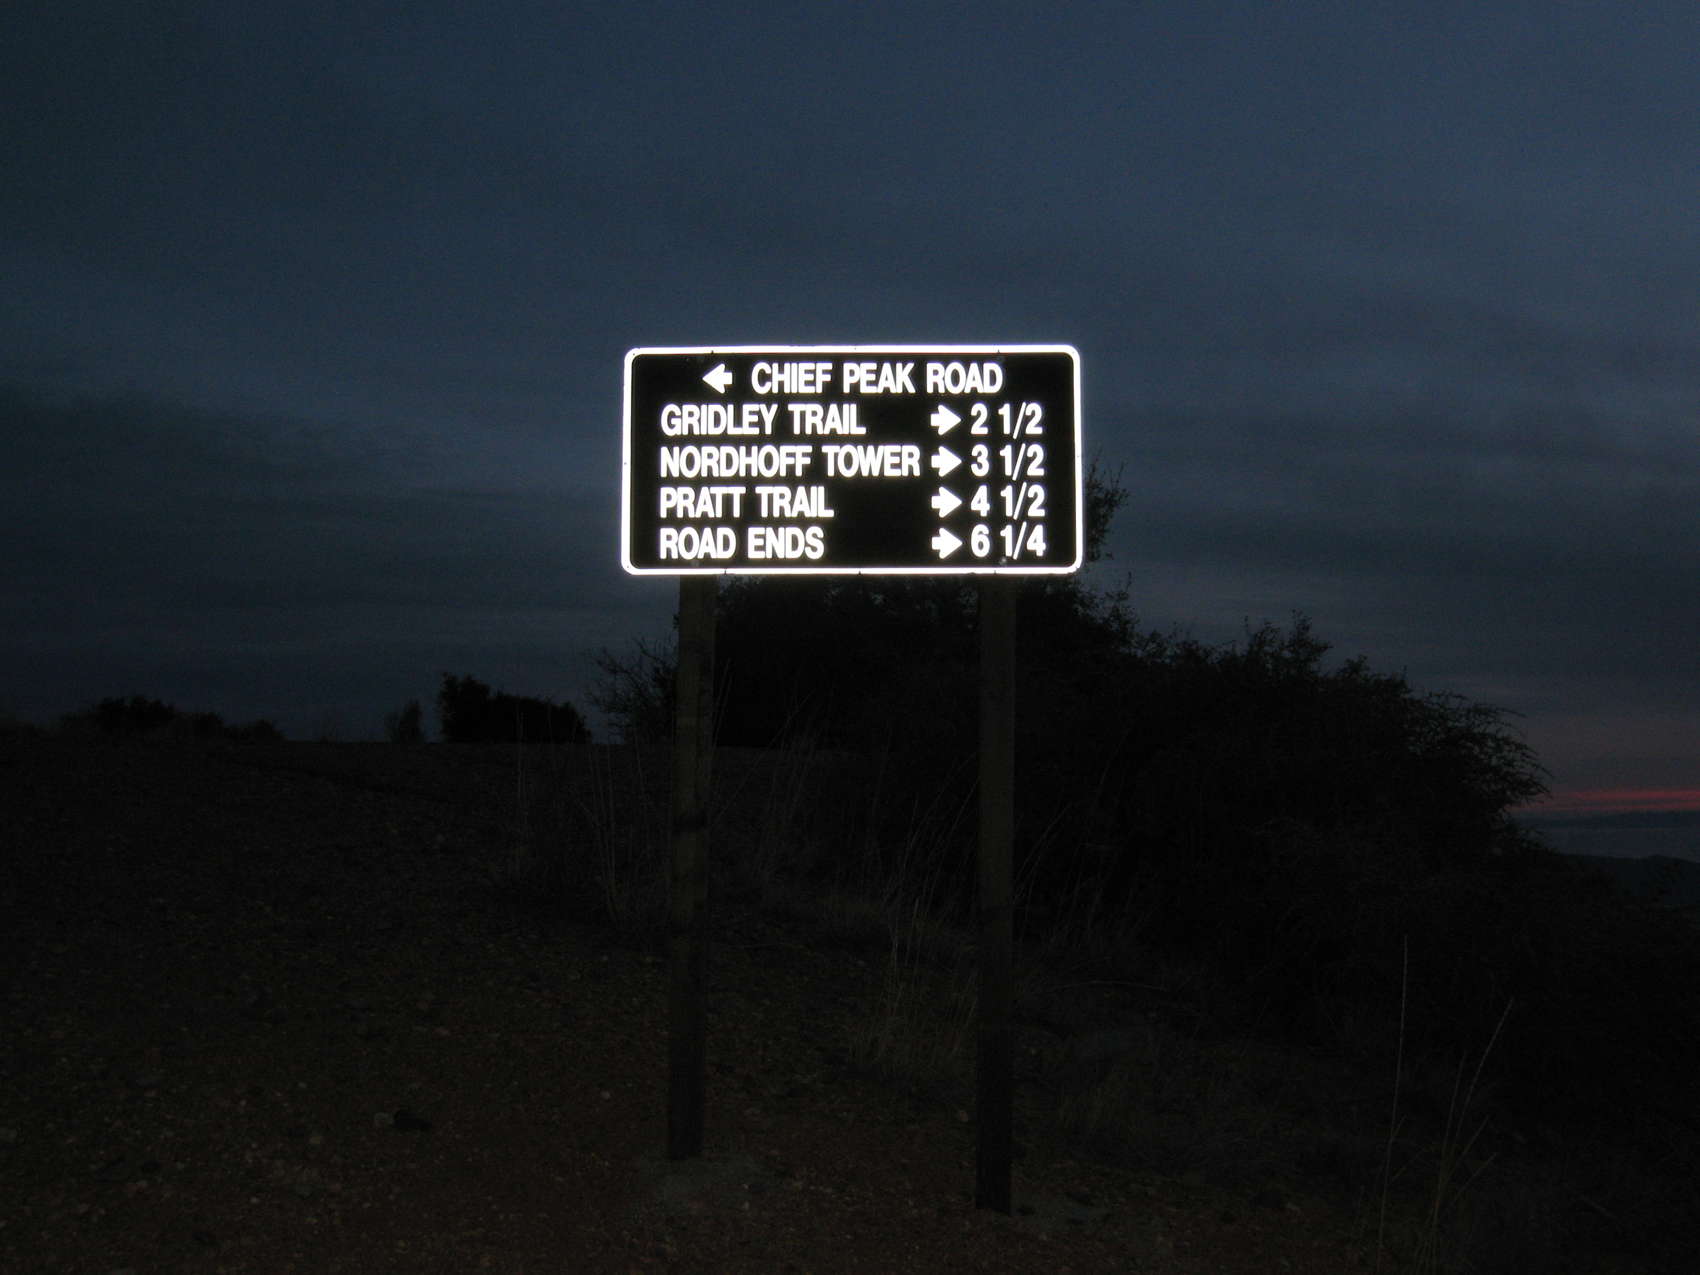 ← CHIEF PEAK ROAD
GRIDLEY TRAIL → 2 1/2
NORDHOFF TOWER → 3 1/2
PRATT TRAIL → 4 1/2
ROAD ENDS → 6 1/4